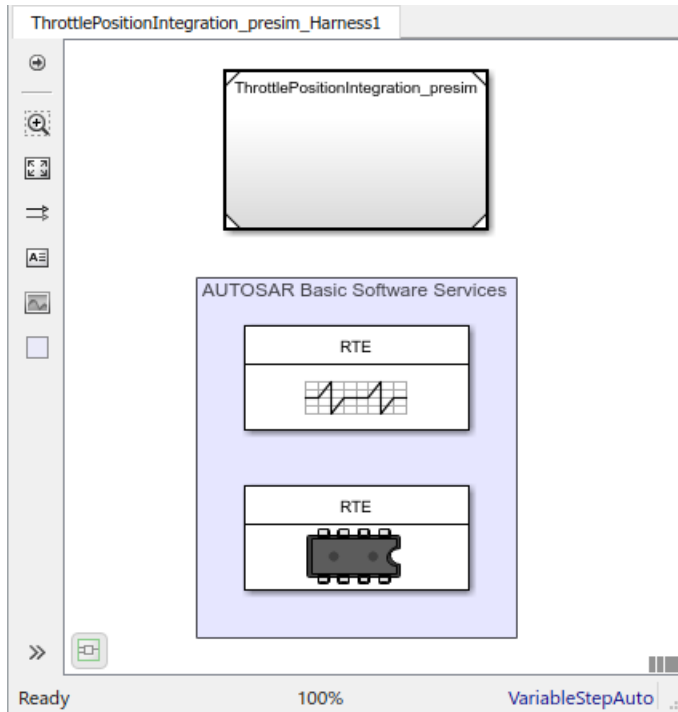 ThrottlePositionIntegration_presim_Harness1
ThrottlePositionIntegration_presim
AUTOSAR Basic Software Services
RTE
RTE
Ready 100% VariableStepAuto